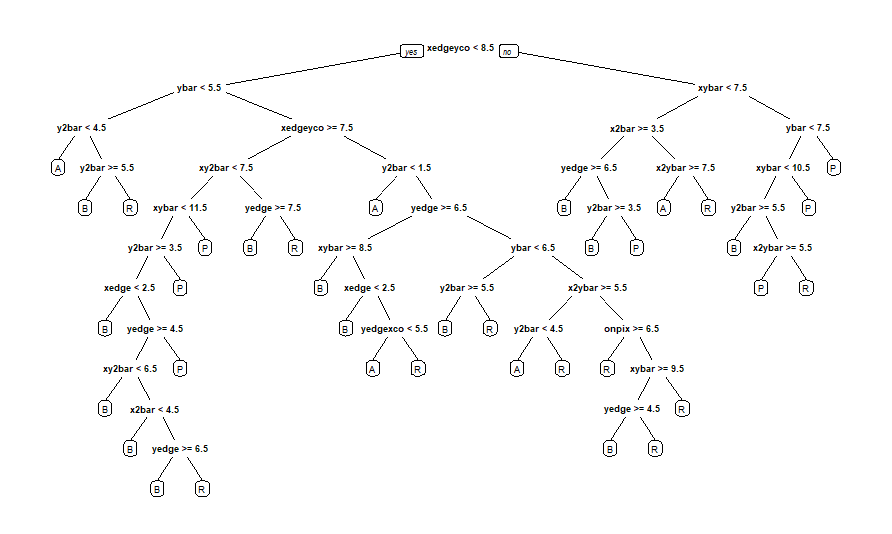 yes xedgeyco < 8.5 no
ybar < 5.5 xybar < 7.5
y2bar < 4.5 xedgeyco >= 7.5 x2bar >= 3.5 ybar < 7.5
A y2bar >= 5.5 xy2bar < 7.5 y2bar < 1.5 yedge >= 6.5 x2ybar >= 7.5 xybar < 10.5 P
B R xybar < 11.5 yedge >= 7.5 A yedge >= 6.5 B y2bar >= 3.5 A R y2bar >= 5.5 P
y2bar >= 3.5 P B R xybar >= 8.5 ybar < 6.5 B P B x2ybar >= 5.5
xedge < 2.5 P B xedge < 2.5 y2bar >= 5.5 x2ybar >= 5.5 P R
B yedge >= 4.5 B yedgexco < 5.5 B R y2bar < 4.5 onpix >= 6.5
xy2bar < 6.5 P A R A R R xybar >= 9.5
B x2bar < 4.5 yedge >= 4.5 R
B yedge >= 6.5 B R
B R